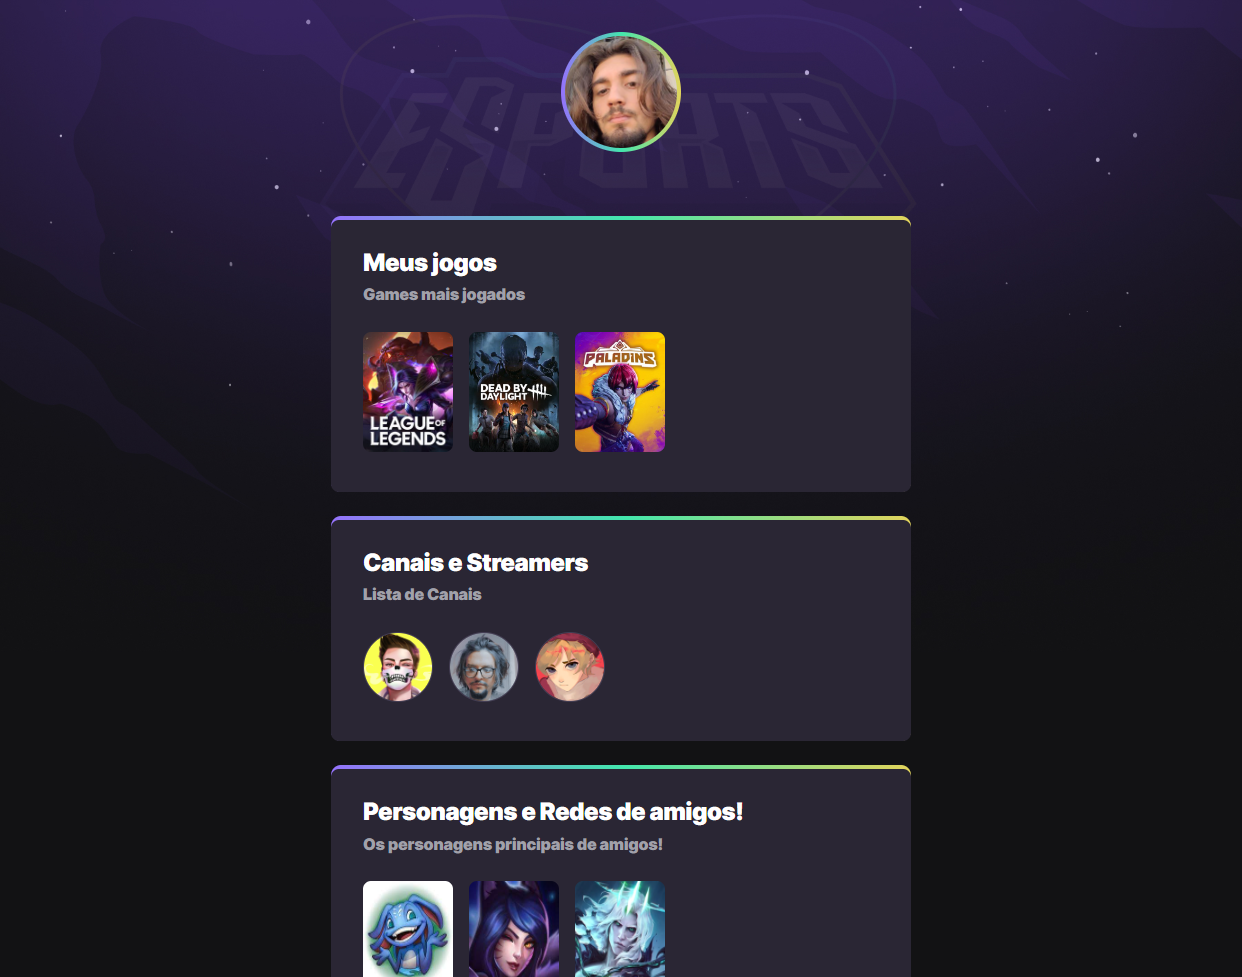 ESPORTS
Meus jogos
Games mais jogados
LEAGUE OF
LEGENDS
DEAD BY
DAYLIGHT
PALADINS
Canais e Streamers
Lista de Canais
Personagens e Redes de amigos!
Os personagens principais de amigos!